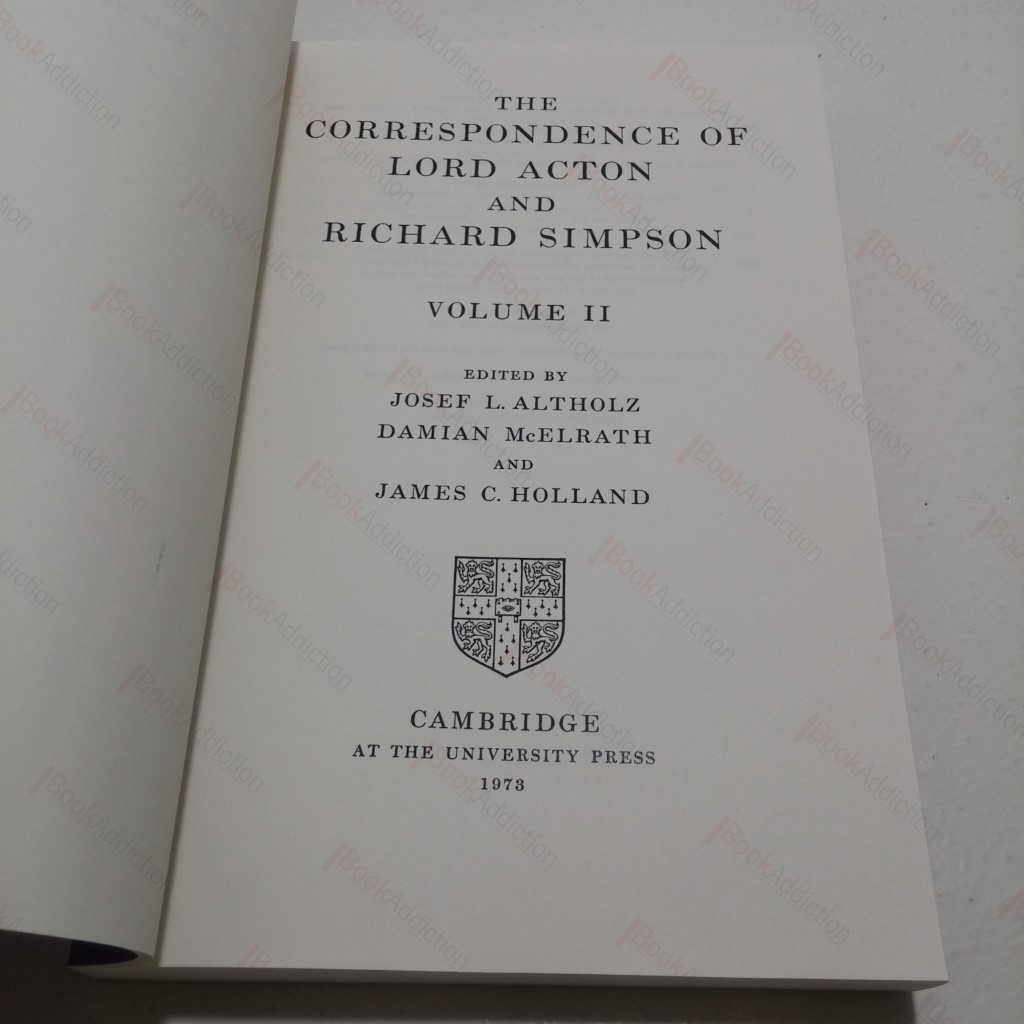 THE
CORRESPONDENCE OF
LORD ACTON
AND
RICHARD SIMPSON
VOLUME II
EDITED BY
JOSEF L. ALTHOLZ
DAMIAN McELRATH
AND
JAMES C. HOLLAND
CAMBRIDGE
AT THE UNIVERSITY PRESS
1973
BookAddiction